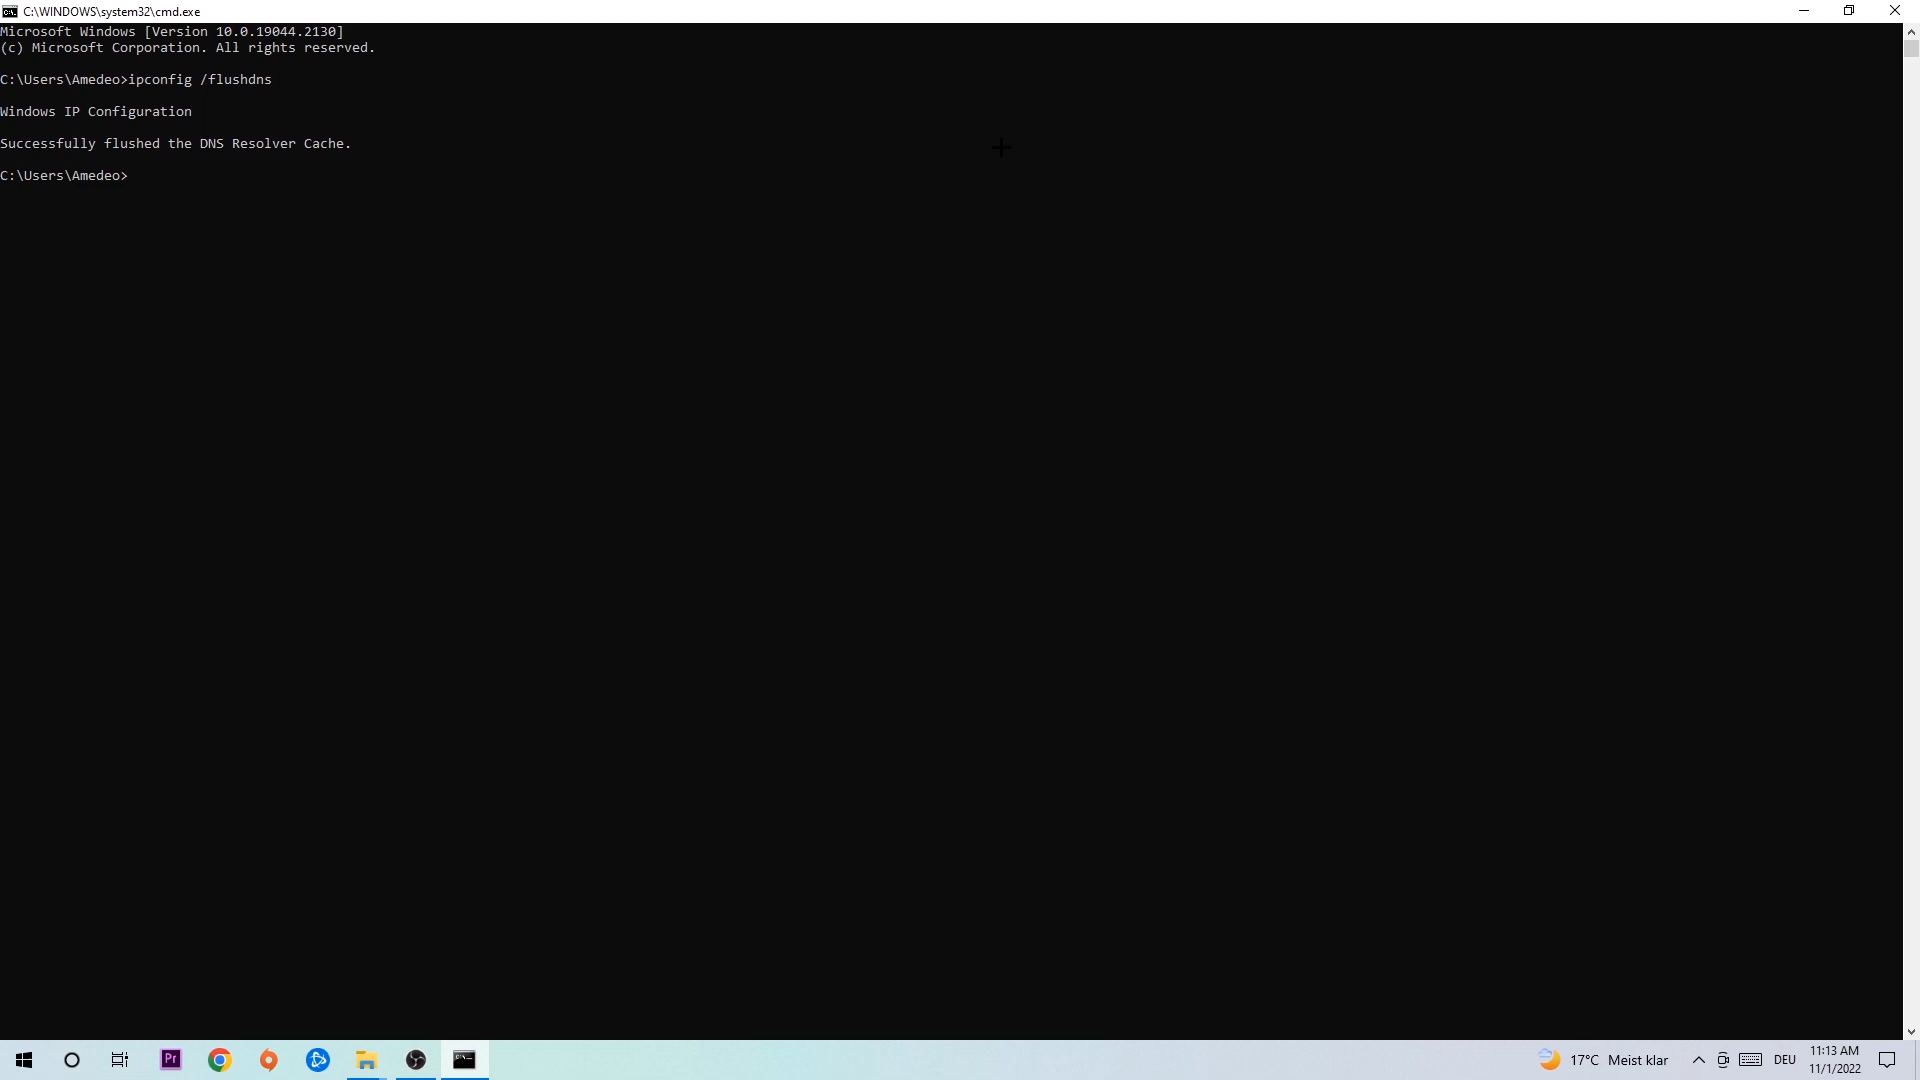 C:\WINDOWS\system32\cmd.exe
Microsoft Windows [Version 10.0.19044.2130]
(c) Microsoft Corporation. All rights reserved.
C:\Users\Amedeo>ipconfig /flushdns
Windows IP Configuration
Successfully flushed the DNS Resolver Cache.
C:\Users\Amedeo>
Pr
17°C Meist klar
DEU
11:13 AM
11/1/2022